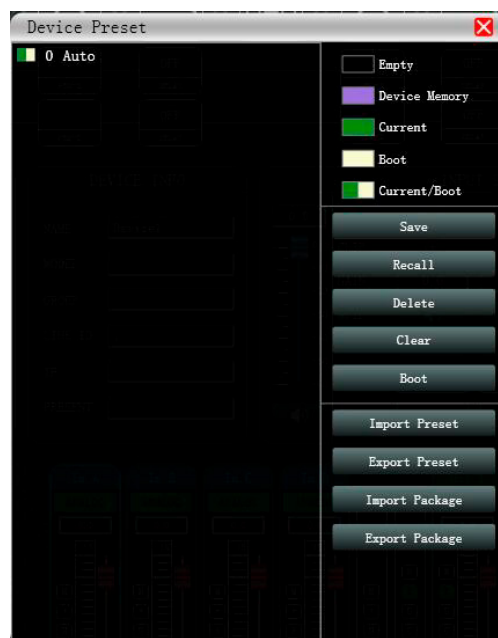 Device Preset
0 Auto
Empty
Device Memory
Current
Boot
Current/Boot
Save
Recall
Delete
Clear
Boot
Import Preset
Export Preset
Import Package
Export Package